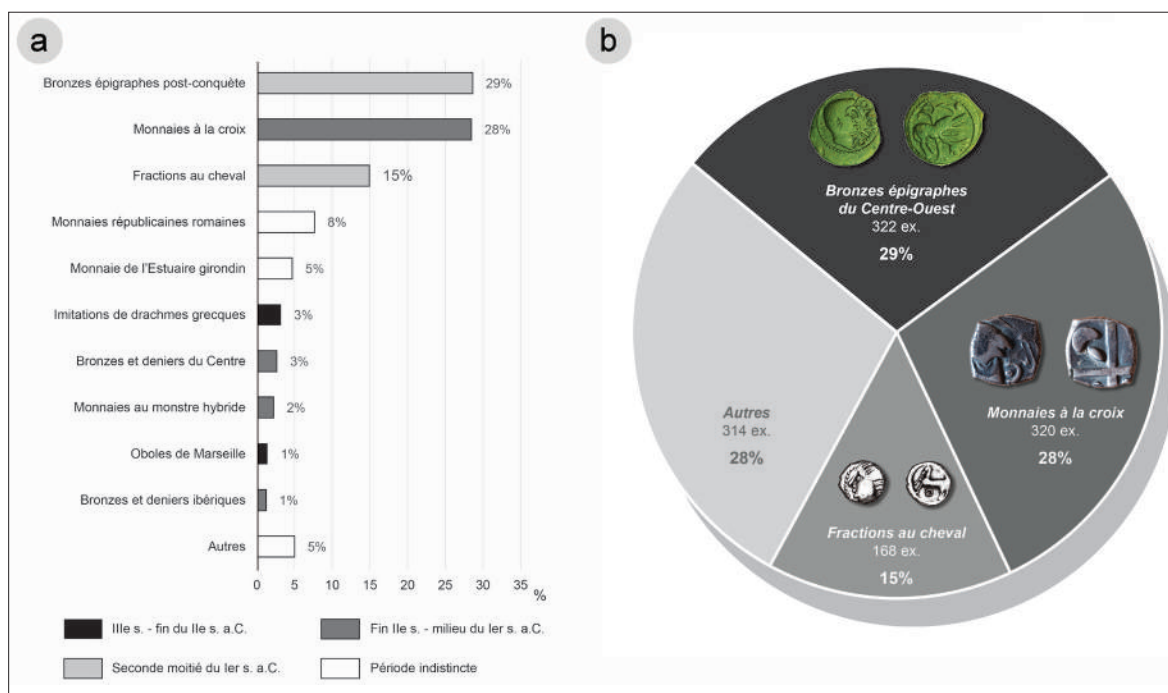 a
Bronzes épigraphes post-conquête 29%
Monnaies à la croix 28%
Fractions au cheval 15%
Monnaies républicaines romaines 8%
Monnaie de l'Estuaire girondin 5%
Imitations de drachmes grecques 3%
Bronzes et deniers du Centre 3%
Monnaies au monstre hybride 2%
Oboles de Marseille 1%
Bronzes et deniers ibériques 1%
Autres 5%
0 5 10 15 20 25 30 35
%
IIIe s. - fin du IIe s. a.C.
Fin IIe s. - milieu du Ier s. a.C.
Seconde moitié du Ier s. a.C.
Période indistincte
b
Bronzes épigraphes
du Centre-Ouest
322 ex.
29%
Monnaies à la croix
320 ex.
28%
Autres
314 ex.
28%
Fractions au cheval
168 ex.
15%